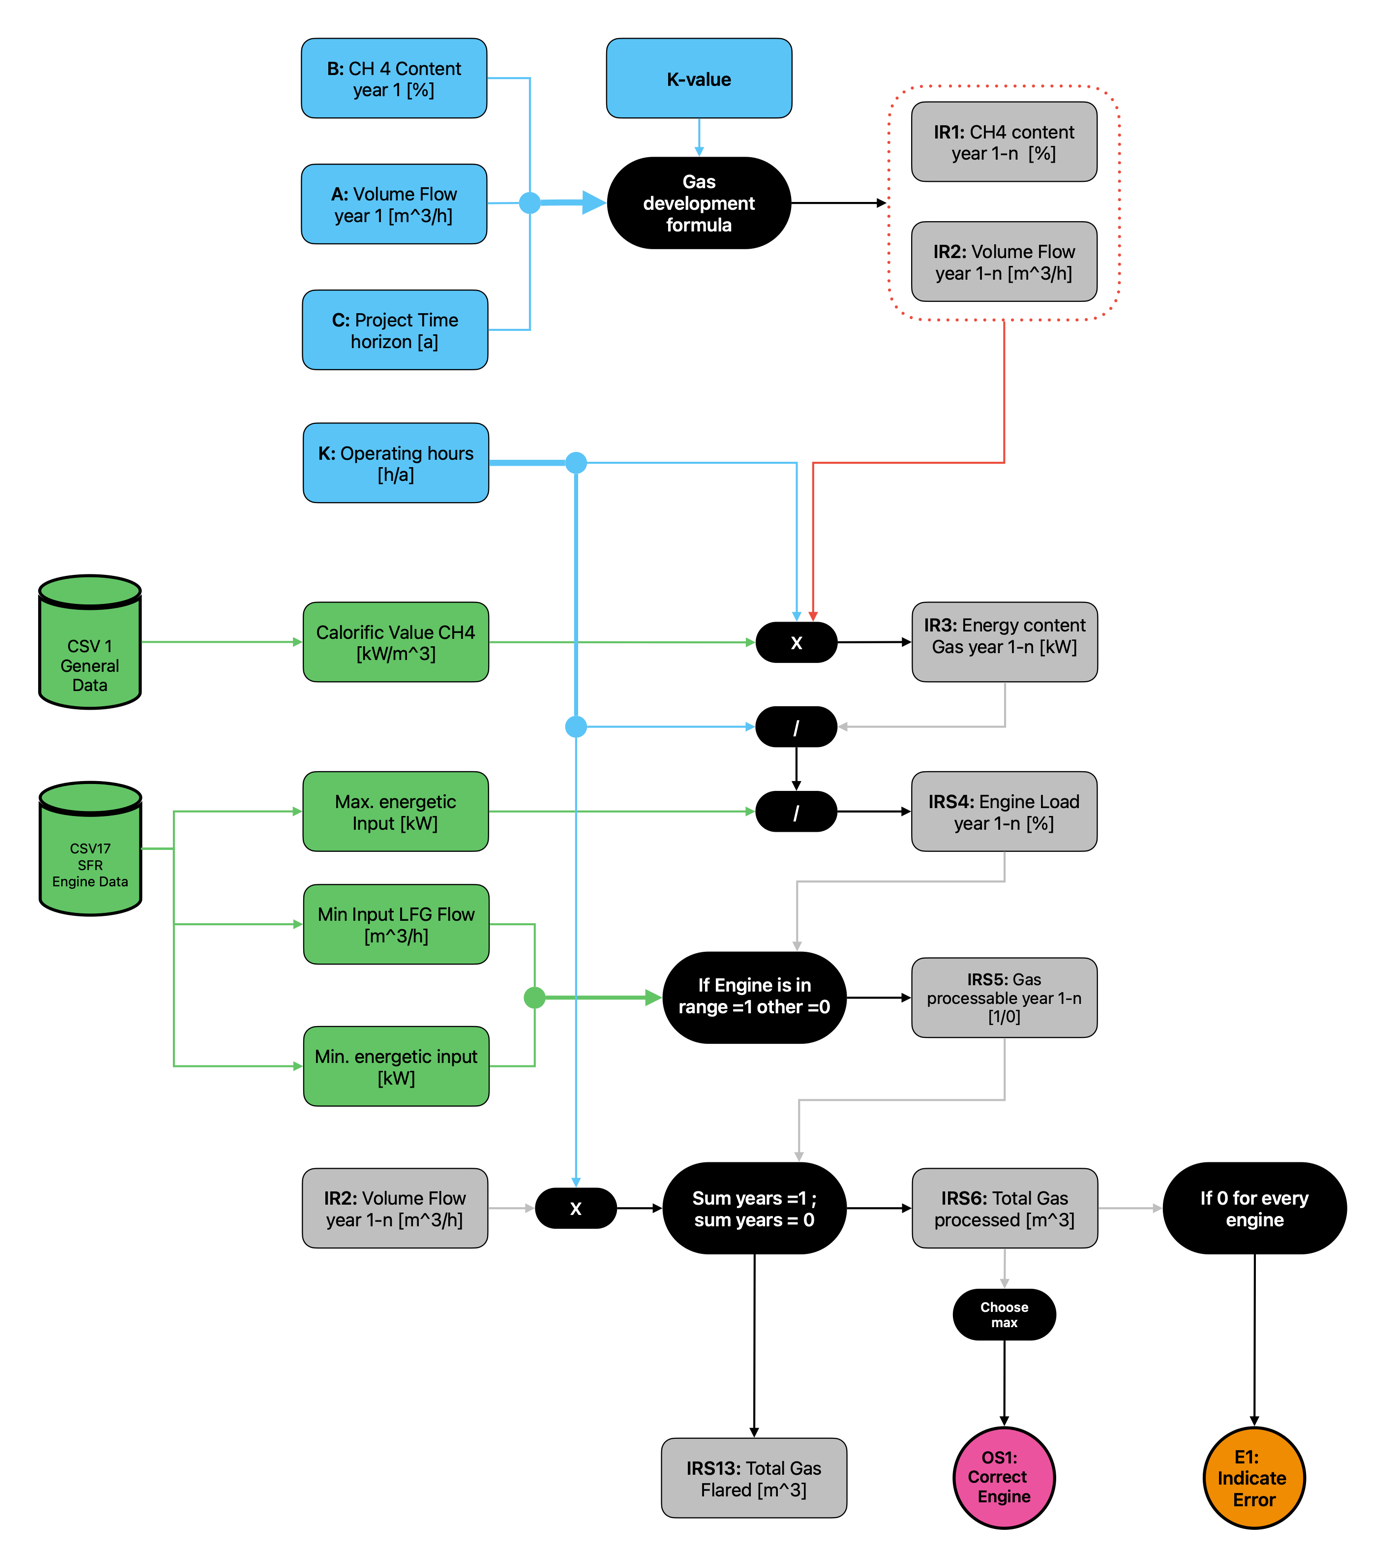 B: CH 4 Content
year 1 [%]
K-value
IR1: CH4 content
year 1-n [%]
A: Volume Flow
year 1 [m^3/h]
Gas
development
formula
IR2: Volume Flow
year 1-n [m^3/h]
C: Project Time
horizon [a]
K: Operating hours
[h/a]
CSV 1
General
Data
Calorific Value CH4
[kW/m^3]
X
IR3: Energy content
Gas year 1-n [kW]
/
CSV17
SFR
Engine Data
Max. energetic
Input [kW]
/
IRS4: Engine Load
year 1-n [%]
Min Input LFG Flow
[m^3/h]
If Engine is in
range =1 other =0
IRS5: Gas
processable year 1-n
[1/0]
Min. energetic input
[kW]
IR2: Volume Flow
year 1-n [m^3/h]
X
Sum years =1 ;
sum years = 0
IRS6: Total Gas
processed [m^3]
If 0 for every
engine
Choose
max
IRS13: Total Gas
Flared [m^3]
OS1:
Correct
Engine
E1:
Indicate
Error